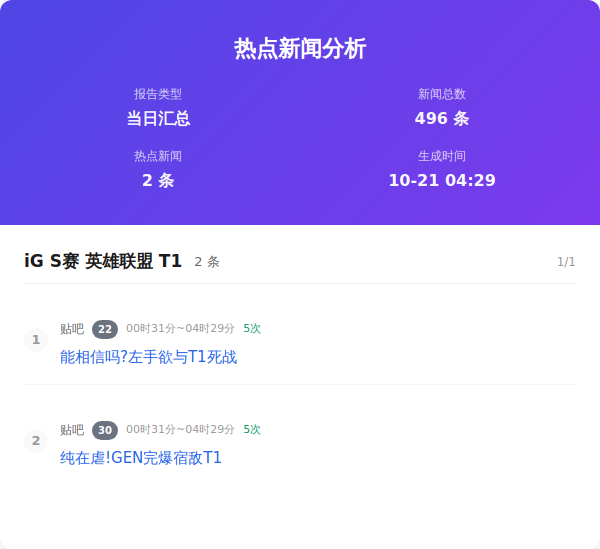 热点新闻分析
报告类型
新闻总数
当日汇总
496 条
热点新闻
生成时间
2 条
10-21 04:29
iG S赛 英雄联盟 T1 2 条 1/1
1 贴吧 22 00时31分~04时29分 5次
能相信吗?左手欲与T1死战
2 贴吧 30 00时31分~04时29分 5次
纯在虐!GEN完爆宿敌T1